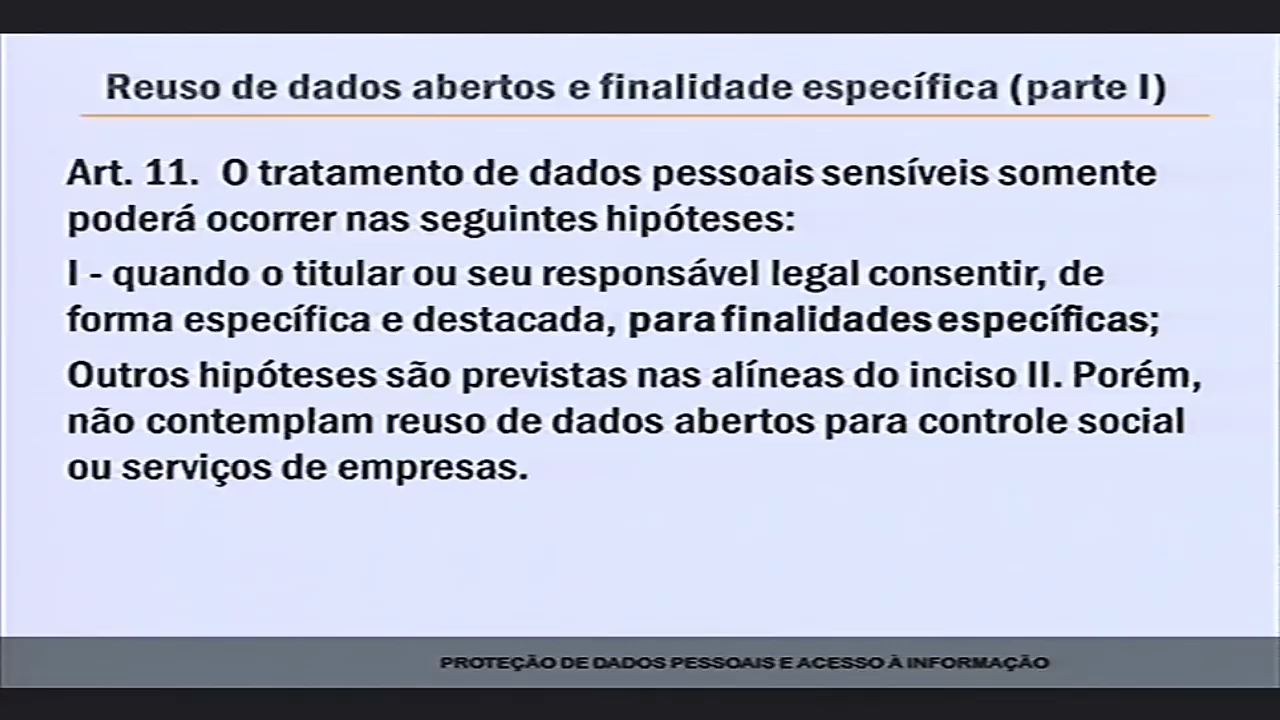 Reuso de dados abertos e finalidade específica (parte I)
Art. 11. O tratamento de dados pessoais sensíveis somente
poderá ocorrer nas seguintes hipóteses:
I - quando o titular ou seu responsável legal consentir, de
forma específica e destacada, para finalidades específicas;
Outros hipóteses são previstas nas alíneas do inciso II. Porém,
não contemplam reuso de dados abertos para controle social
ou serviços de empresas.
PROTEÇÃO DE DADOS PESSOAIS E ACESSO À INFORMAÇÃO